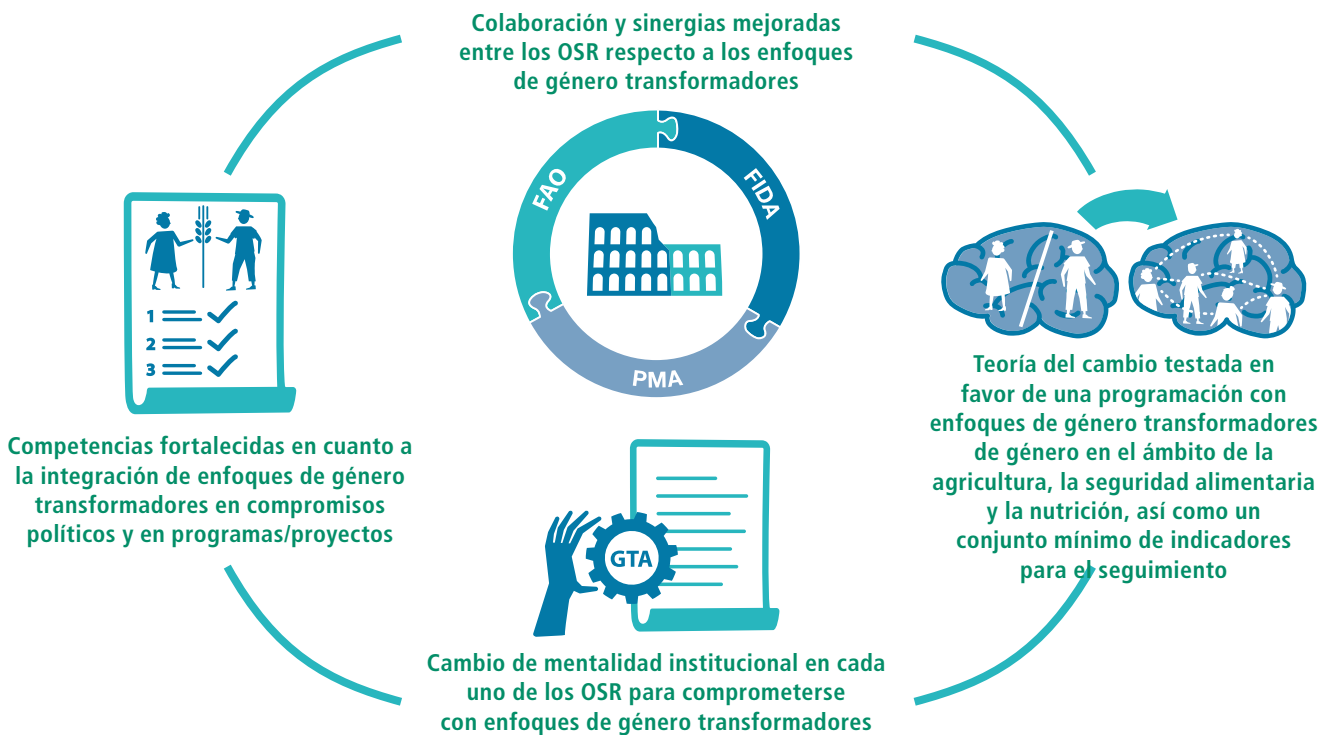 Colaboración y sinergias mejoradas
entre los OSR respecto a los enfoques
de género transformadores
FAO
FIDA
PMA
1
2
3
Competencias fortalecidas en cuanto a
la integración de enfoques de género
transformadores en compromisos
políticos y en programas/proyectos
Teoría del cambio testada en
favor de una programación con
enfoques de género transformadores
de género en el ámbito de la
agricultura, la seguridad alimentaria
y la nutrición, así como un
conjunto mínimo de indicadores
para el seguimiento
GTA
Cambio de mentalidad institucional en cada
uno de los OSR para comprometerse
con enfoques de género transformadores